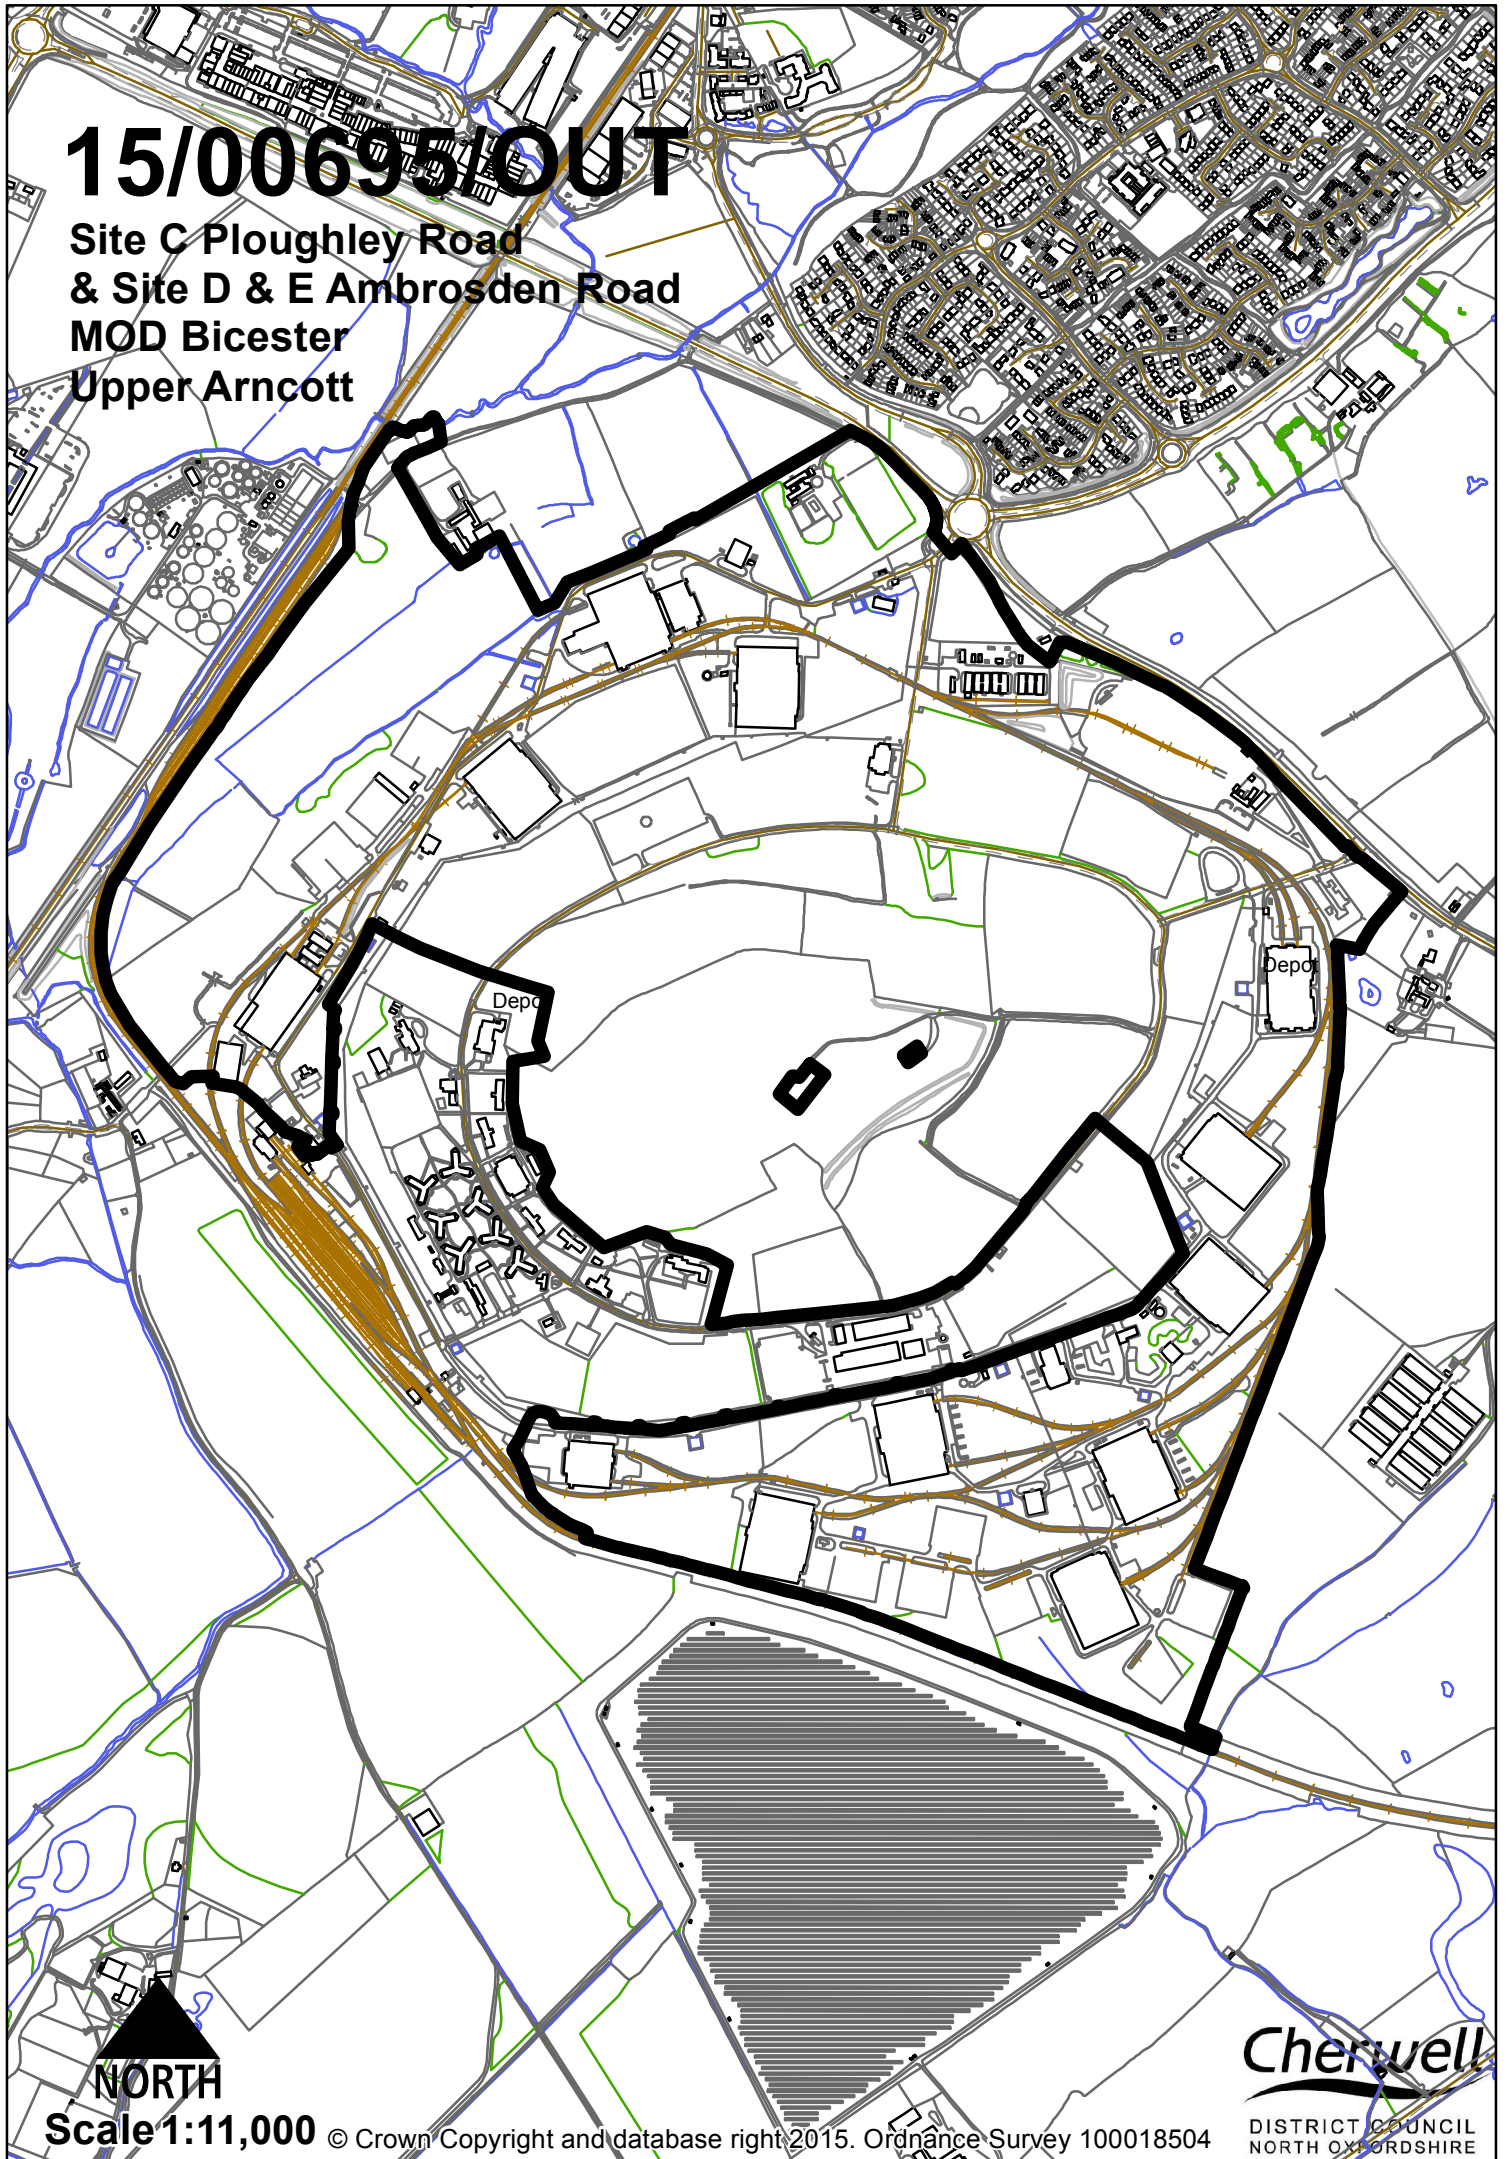 15/00695/OUT
Site C Ploughley Road
& Site D & E Ambrosden Road
MOD Bicester
Upper Arncott
Depot
Depot
NORTH
Scale 1:11,000 © Crown Copyright and database right 2015. Ordnance Survey 100018504
Cherwell
DISTRICT COUNCIL
NORTH OXFORDSHIRE